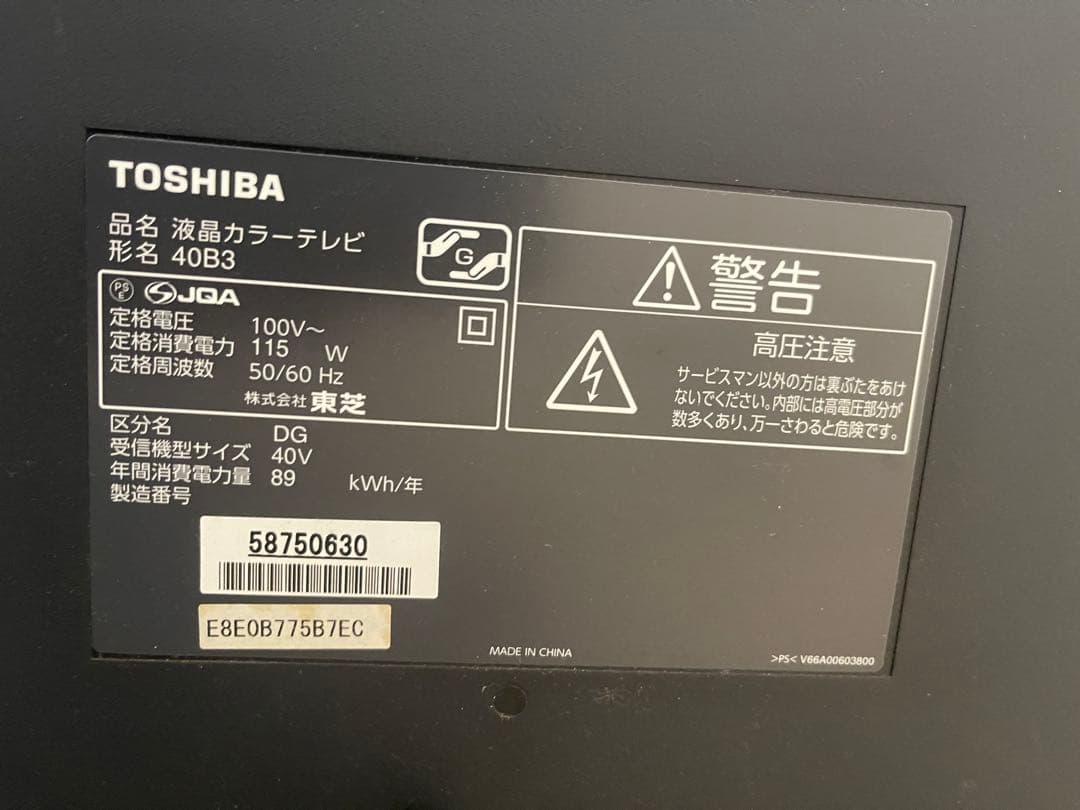 TOSHIBA
品名 液晶カラーテレビ
形名 40B3
G
PS
E
JQA
定格電圧 100V～
定格消費電力 115 W
定格周波数 50/60 Hz
株式会社 東芝
区分名 DG
受信機型サイズ 40V
年間消費電力量 89 kWh/年
製造番号
58750630
E8E0B775B7EC
警告
高圧注意
サービスマン以外の方は裏ぶたをあけ
ないでください。内部には高電圧部分が
数多くあり、万一さわると危険です。
MADE IN CHINA
>PS< V66A00603800